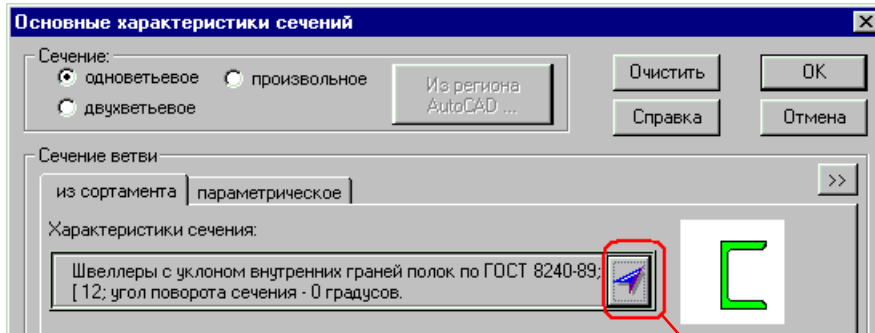 Основные характеристики сечений
Сечение:
одноветьевое
произвольное
двухветьевое
Из региона
AutoCAD ...
Очистить
OK
Справка
Отмена
Сечение ветви
>>
из сортамента
параметрическое
Характеристики сечения:
Швеллеры с уклоном внутренних граней полок по ГОСТ 8240-89;
[ 12; угол поворота сечения - 0 градусов.